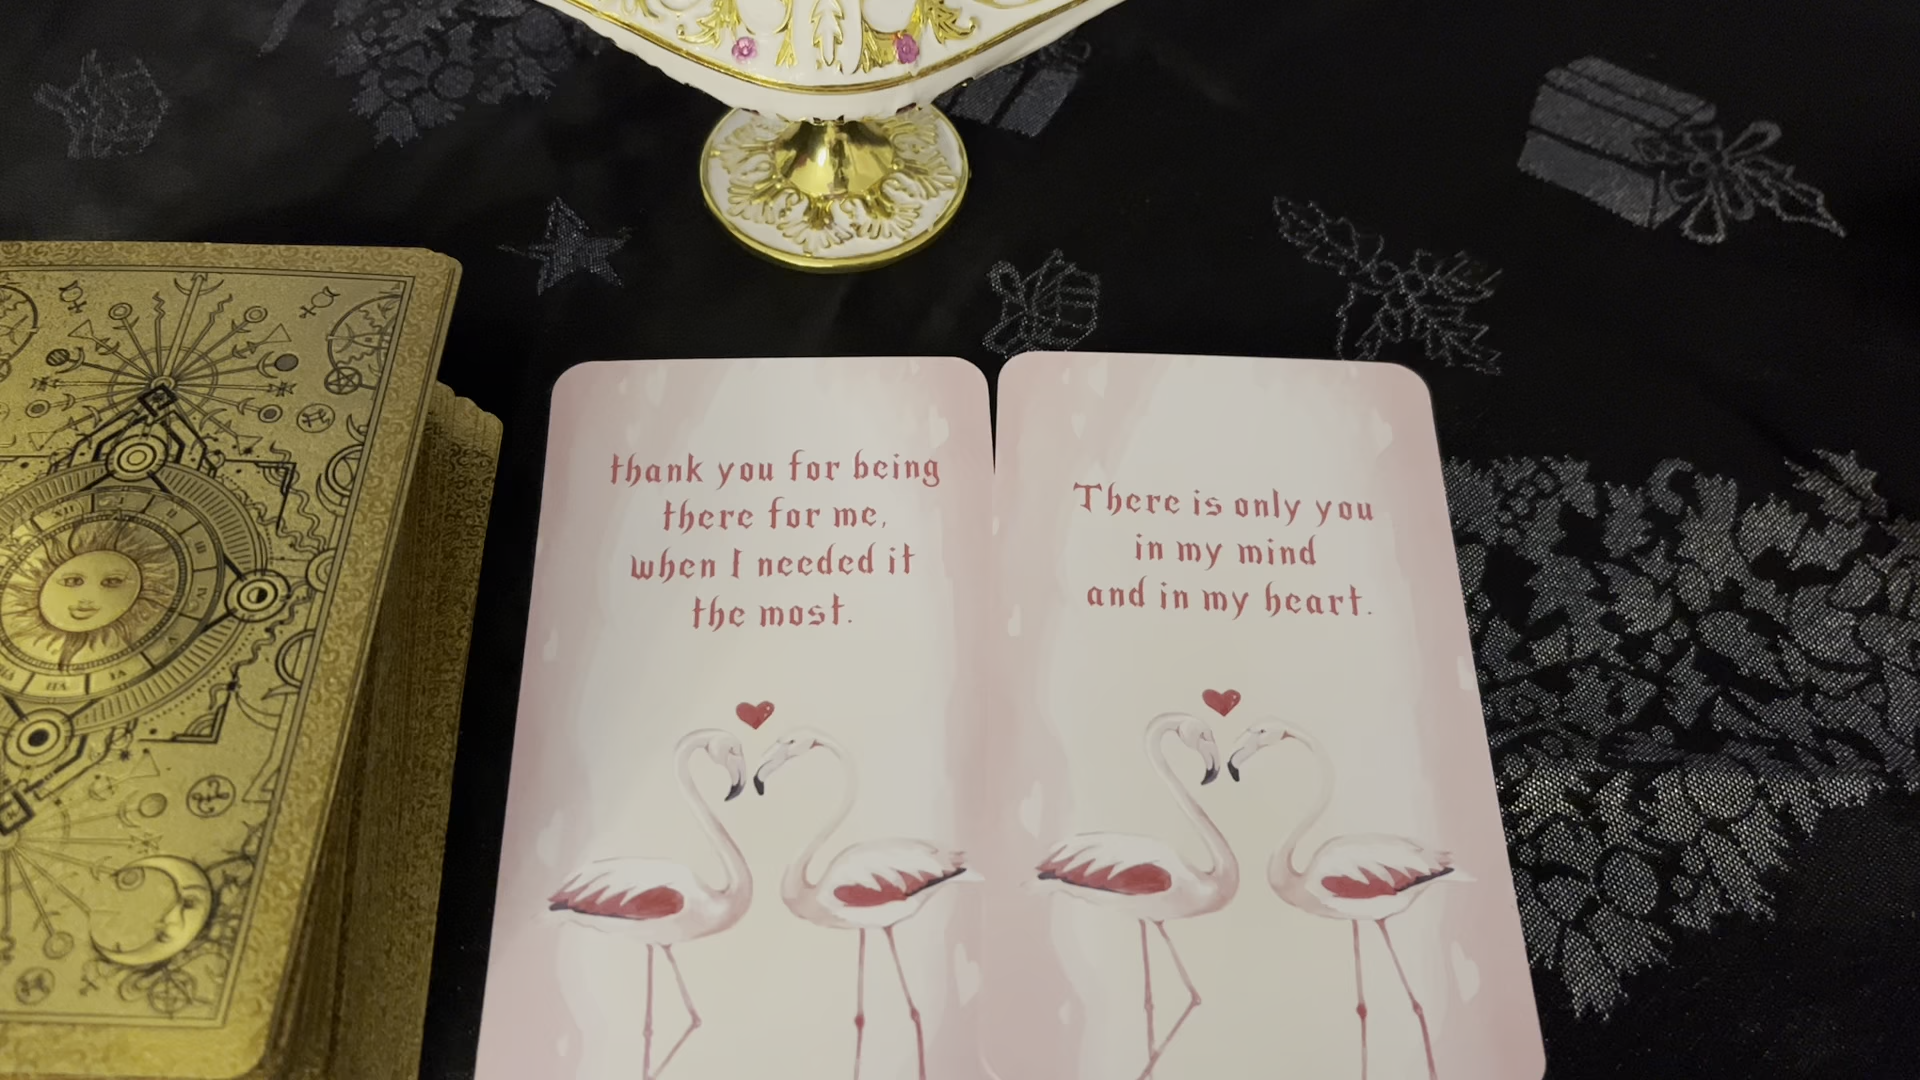 thank you for being
there for me,
when I needed it
the most.
There is only you
in my mind
and in my heart.